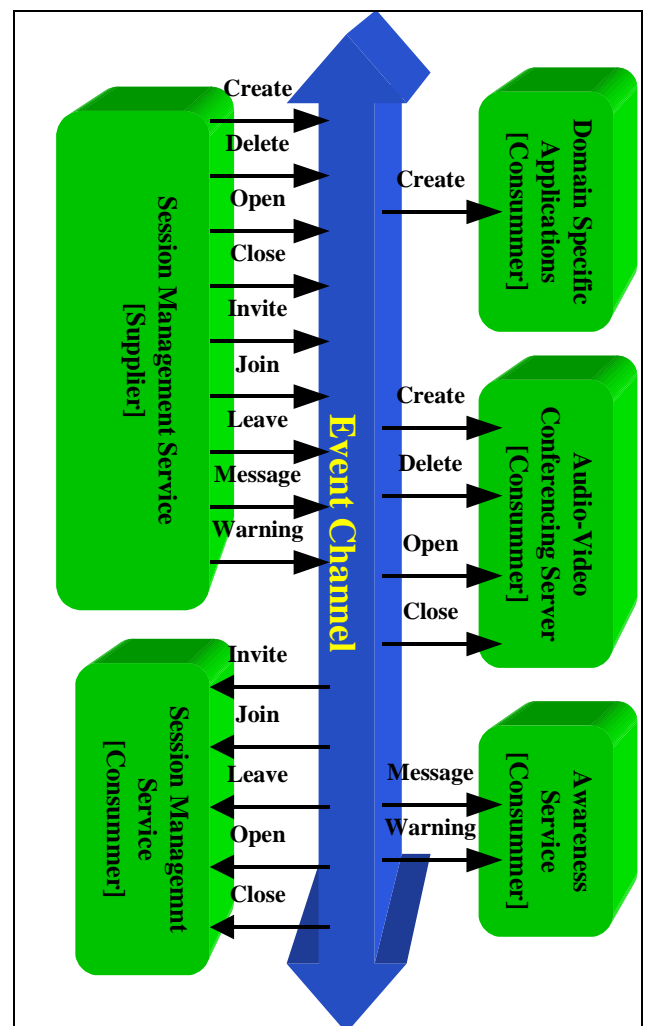 Create
Delete
Open
Close
Invite
Join
Leave
Message
Warning
Session Management Service
[Supplier]
Event Channel
Create
Domain Specific
Applications
[Consummer]
Create
Delete
Open
Close
Audio-Video
Conferencing Server
[Consummer]
Invite
Join
Leave
Open
Close
Session Managemnt
Service
[Consummer]
Message
Warning
Awareness
Service
[Consummer]